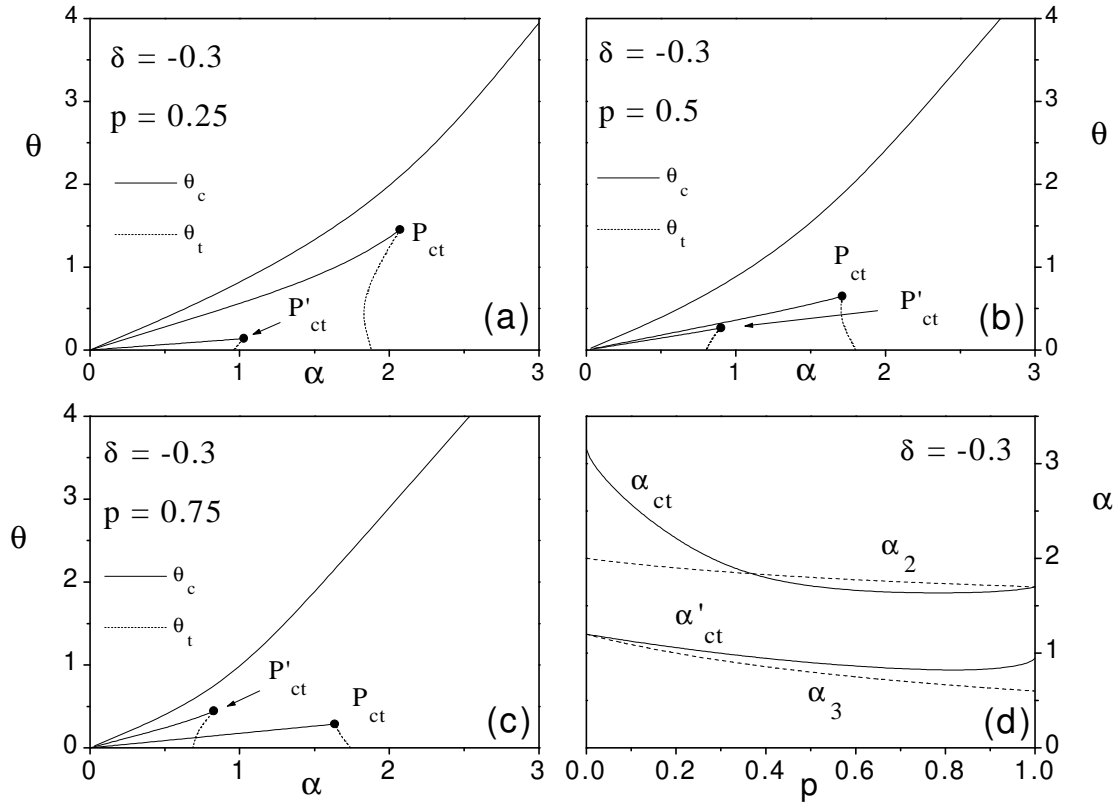 4
3
2
1
0
θ
δ = -0.3
p = 0.25
θc
θt
Pct
P'ct
(a)
0
1
α
2
3
δ = -0.3
p = 0.5
θc
θt
Pct
P'ct
(b)
4
3
2
1
0
θ
0
1
α
2
3
4
3
2
1
0
θ
δ = -0.3
p = 0.75
θc
θt
P'ct
Pct
(c)
0
1
α
2
3
δ = -0.3
αct
α2
α'ct
α3
(d)
3
2
1
0
α
0.0
0.2
0.4
p
0.6
0.8
1.0